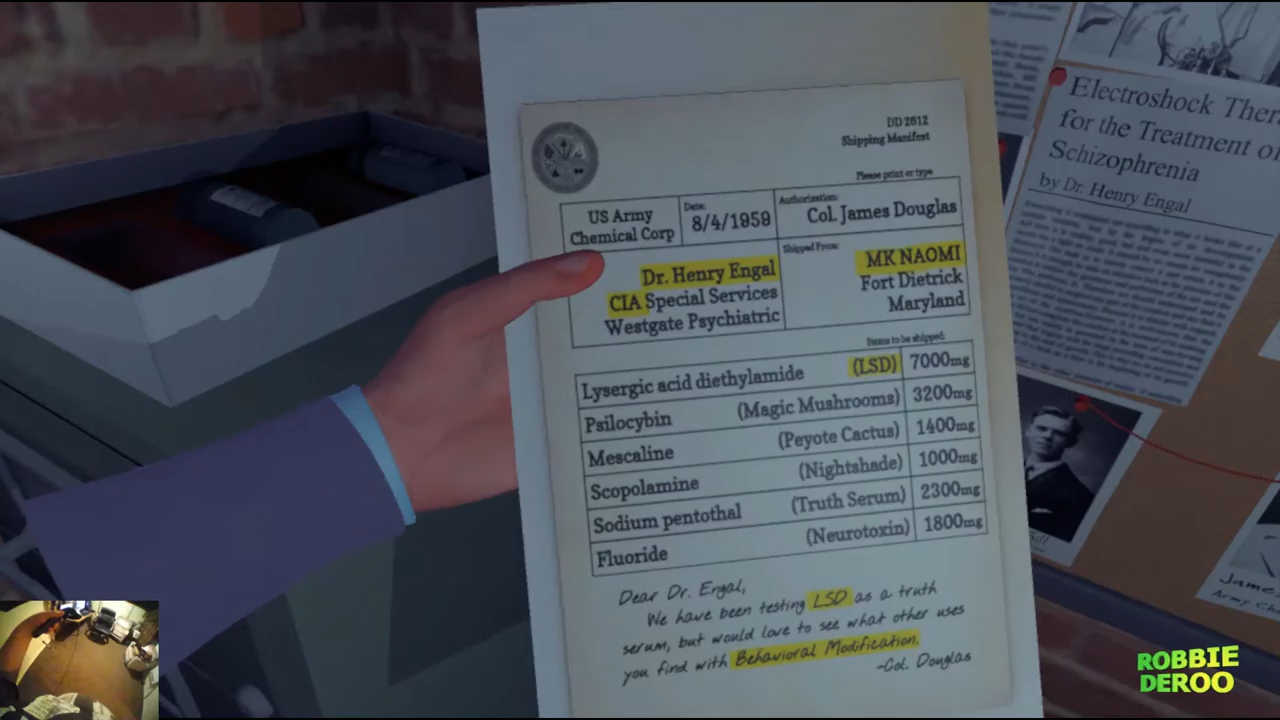 DD 2612
Shipping Manifest
Please print or type
US Army
Chemical Corp
Date:
8/4/1959
Authorization:
Col. James Douglas
Dr. Henry Engal
CIA Special Services
Westgate Psychiatric
Shipped From:
MK NAOMI
Fort Dietrick
Maryland
Items to be shipped:
Lysergic acid diethylamide (LSD) 7000mg
Psilocybin (Magic Mushrooms) 3200mg
Mescaline (Peyote Cactus) 1400mg
Scopolamine (Nightshade) 1000mg
Sodium pentothal (Truth Serum) 2300mg
Fluoride (Neurotoxin) 1800mg
Dear Dr. Engal,
We have been testing LSD as a truth
serum, but would love to see what other uses
you find with Behavioral Modification.
-Col. Douglas
Electroshock Ther
for the Treatment of
Schizophrenia
by Dr. Henry Engal
James
Army Ch
ROBBIE
DEROO